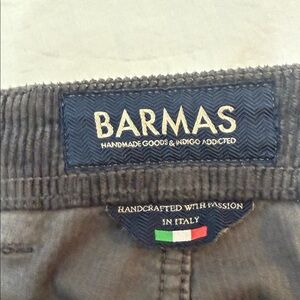 BARMAS
HANDMADE GOODS & INDIGO ADDICTED
HANDCRAFTED WITH PASSION
IN ITALY